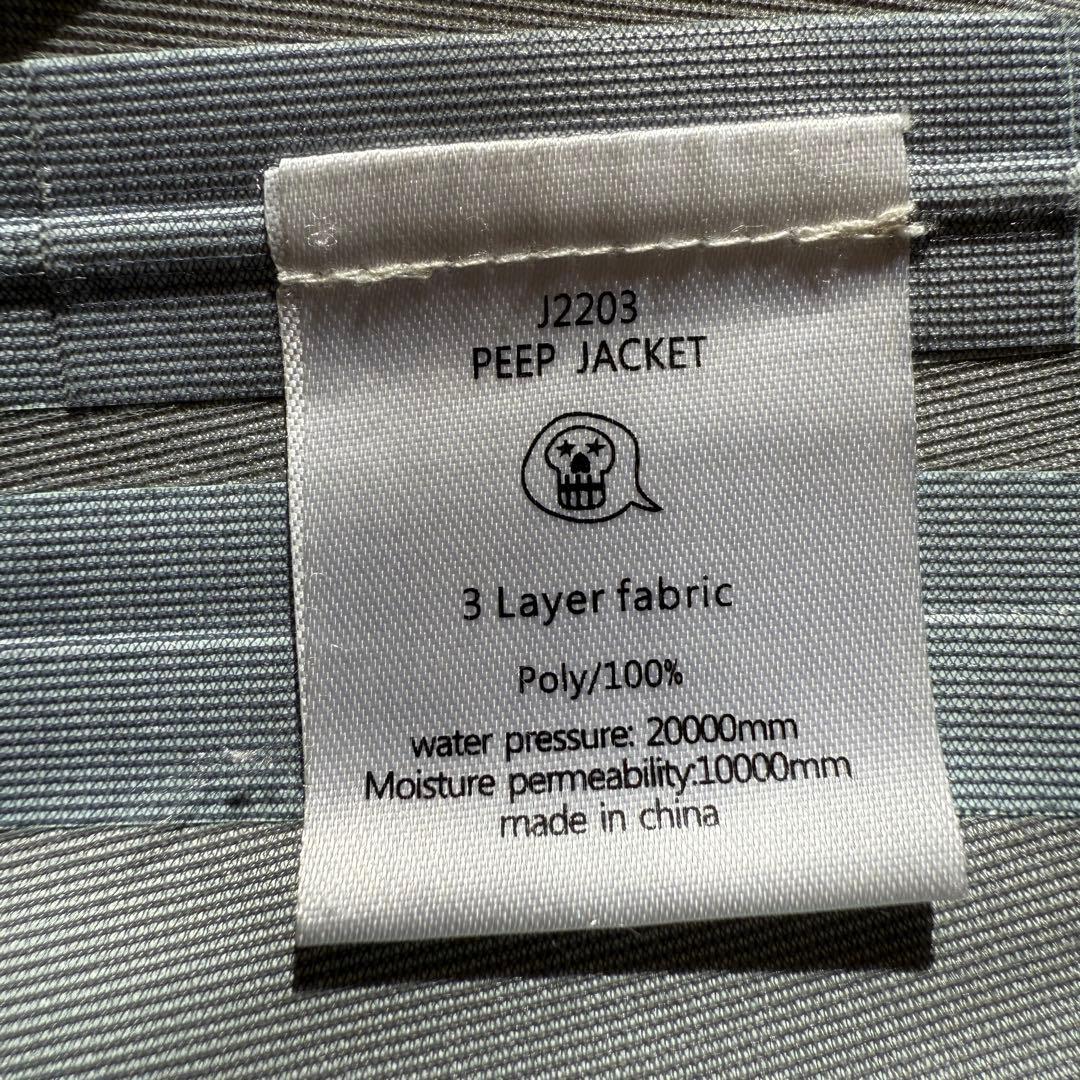 J2203
PEEP JACKET
3 Layer fabric
Poly/100%
water pressure: 20000mm
Moisture permeability:10000mm
made in china